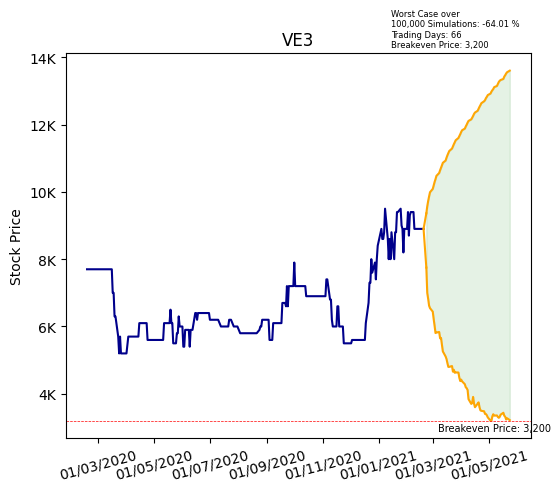 Worst Case over
100,000 Simulations: -64.01 %
Trading Days: 66
Breakeven Price: 3,200
VE3
Stock Price
14K
12K
10K
8K
6K
4K
Breakeven Price: 3,200
01/03/2020
01/05/2020
01/07/2020
01/09/2020
01/11/2020
01/01/2021
01/03/2021
01/05/2021